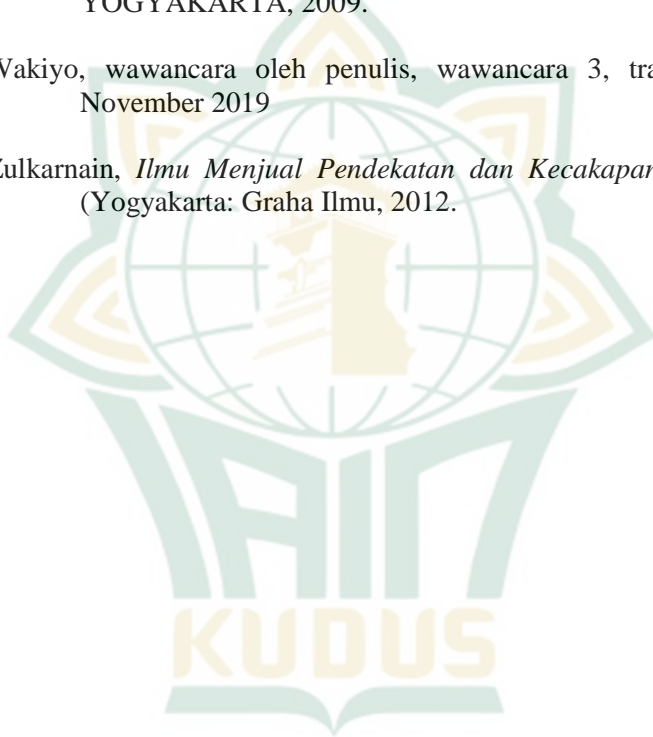 YOGYAKARTA, 2009.
Wakiyo, wawancara oleh penulis, wawancara 3, tra
November 2019
Zulkarnain, Ilmu Menjual Pendekatan dan Kecakapan
(Yogyakarta: Graha Ilmu, 2012.
IAIN
KUDUS